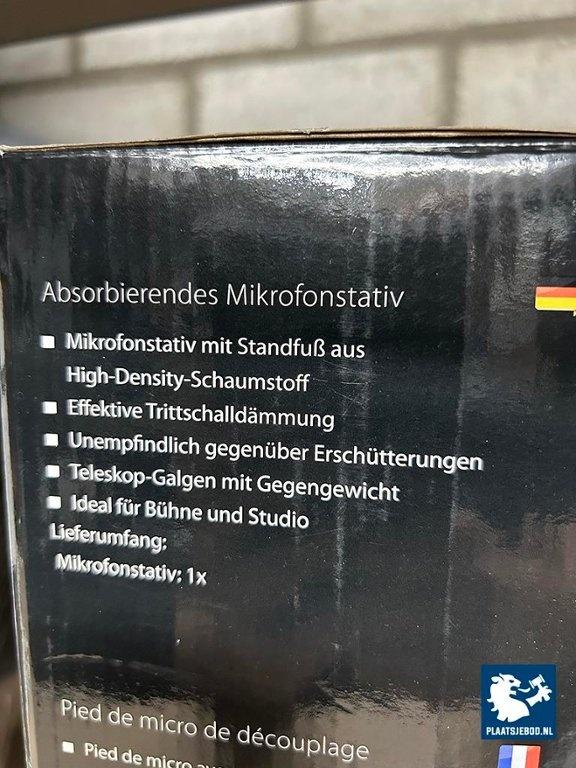 Absorbierendes Mikrofonstativ
■ Mikrofonstativ mit Standfuß aus
High-Density-Schaumstoff
■ Effektive Trittschalldämmung
■ Unempfindlich gegenüber Erschütterungen
■ Teleskop-Galgen mit Gegengewicht
■ Ideal für Bühne und Studio
Lieferumfang:
Mikrofonstativ: 1x
Pied de micro de découplage
■ Pied de micro
PLAATSJEBOD.NL